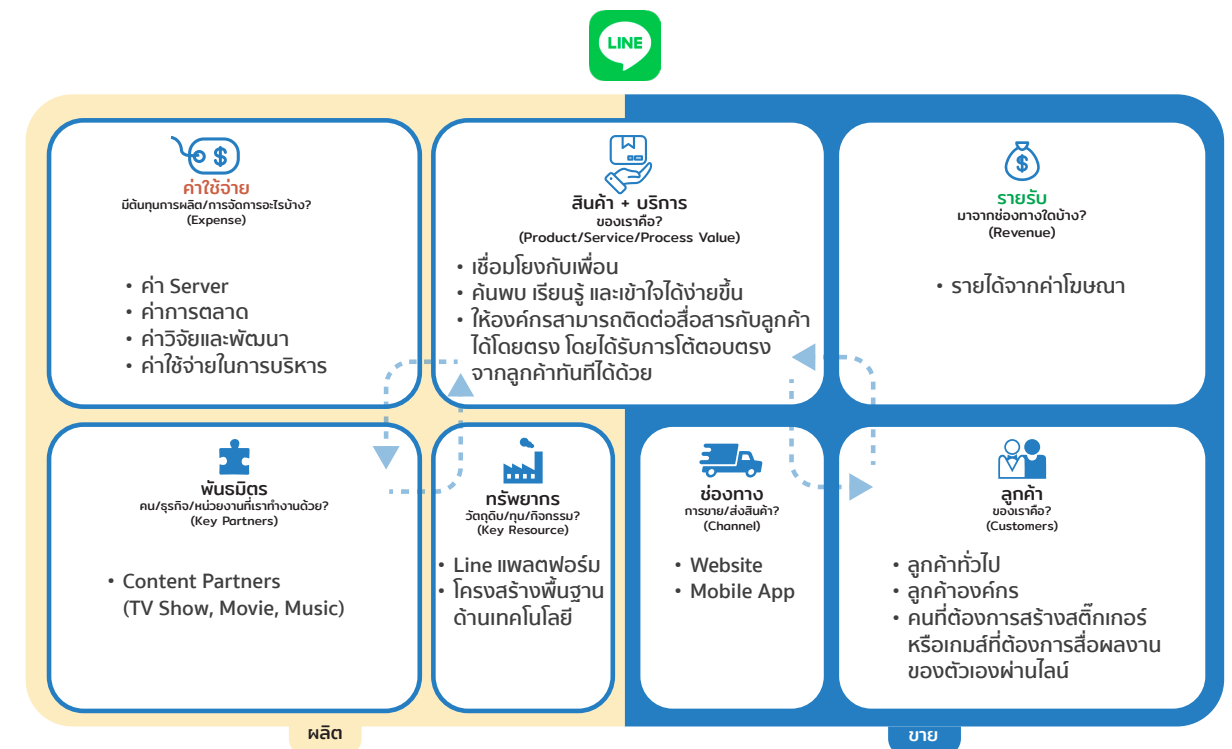 LINE
ค่าใช้จ่าย
มีต้นทุนการผลิต/การจัดการอะไรบ้าง?
(Expense)
• ค่า Server
• ค่าการตลาด
• ค่าวิจัยและพัฒนา
• ค่าใช้จ่ายในการบริหาร
สินค้า + บริการ
ของเราคือ?
(Product/Service/Process Value)
• เชื่อมโยงกับเพื่อน
• ค้นพบ เรียนรู้ และเข้าใจได้ง่ายขึ้น
• ให้องค์กรสามารถติดต่อสื่อสารกับลูกค้า
ได้โดยตรง โดยได้รับการโต้ตอบตรง
จากลูกค้าทันทีได้ด้วย
รายรับ
มาจากช่องทางใดบ้าง?
(Revenue)
• รายได้จากค่าโฆษณา
พันธมิตร
คน/ธุรกิจ/หน่วยงานที่เราทำงานด้วย?
(Key Partners)
• Content Partners
(TV Show, Movie, Music)
ทรัพยากร
วัตถุดิบ/ทุน/กิจกรรม?
(Key Resource)
• Line แพลตฟอร์ม
• โครงสร้างพื้นฐาน
ด้านเทคโนโลยี
ช่องทาง
การขาย/ส่งสินค้า?
(Channel)
• Website
• Mobile App
ลูกค้า
ของเราคือ?
(Customers)
• ลูกค้าทั่วไป
• ลูกค้าองค์กร
• คนที่ต้องการสร้างสติ๊กเกอร์
หรือเกมส์ที่ต้องการสื่อผลงาน
ของตัวเองผ่านไลน์
ผลิต
ขาย